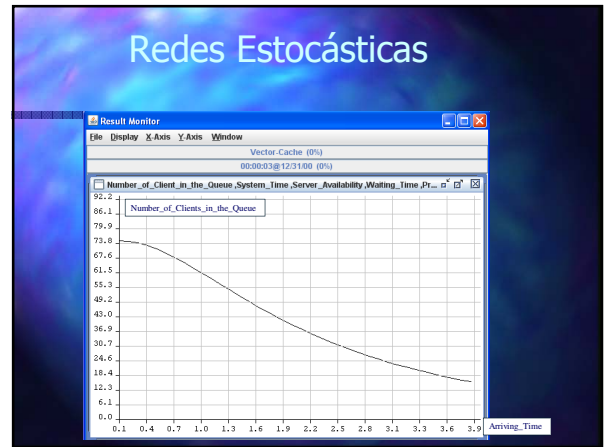 Redes Estocásticas
Result Monitor
File Display X-Axis Y-Axis Window
Vector-Cache (0%)
00:00:03@12/31/00 (0%)
Number_of_Client_in_the_Queue ,System_Time ,Server_Availability ,Waiting_Time ,Pr...
Number_of_Clients_in_the_Queue
92.2
86.1
79.9
73.8
67.6
61.5
55.3
49.2
43.0
36.9
30.7
24.6
18.4
12.3
6.1
0.0
0.1 0.4 0.7 1.0 1.3 1.6 1.9 2.2 2.5 2.8 3.1 3.3 3.6 3.9
Arriving_Time